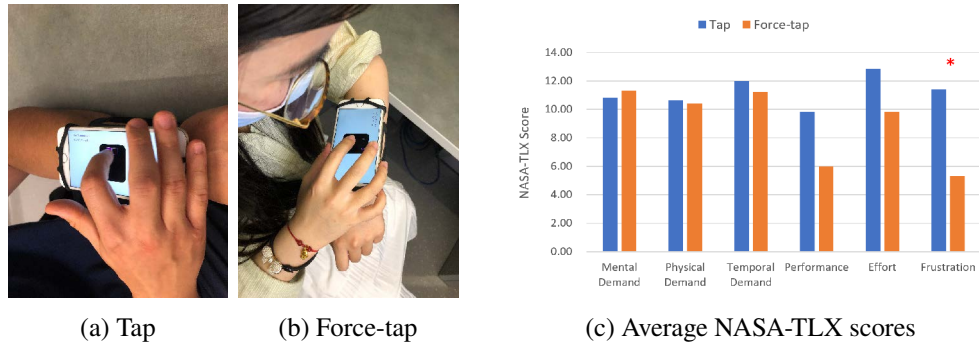 Tap
Force-tap
*
NASA-TLX Score
14.00
12.00
10.00
8.00
6.00
4.00
2.00
0.00
Mental Demand
Physical Demand
Temporal Demand
Performance
Effort
Frustration
(a) Tap
(b) Force-tap
(c) Average NASA-TLX scores